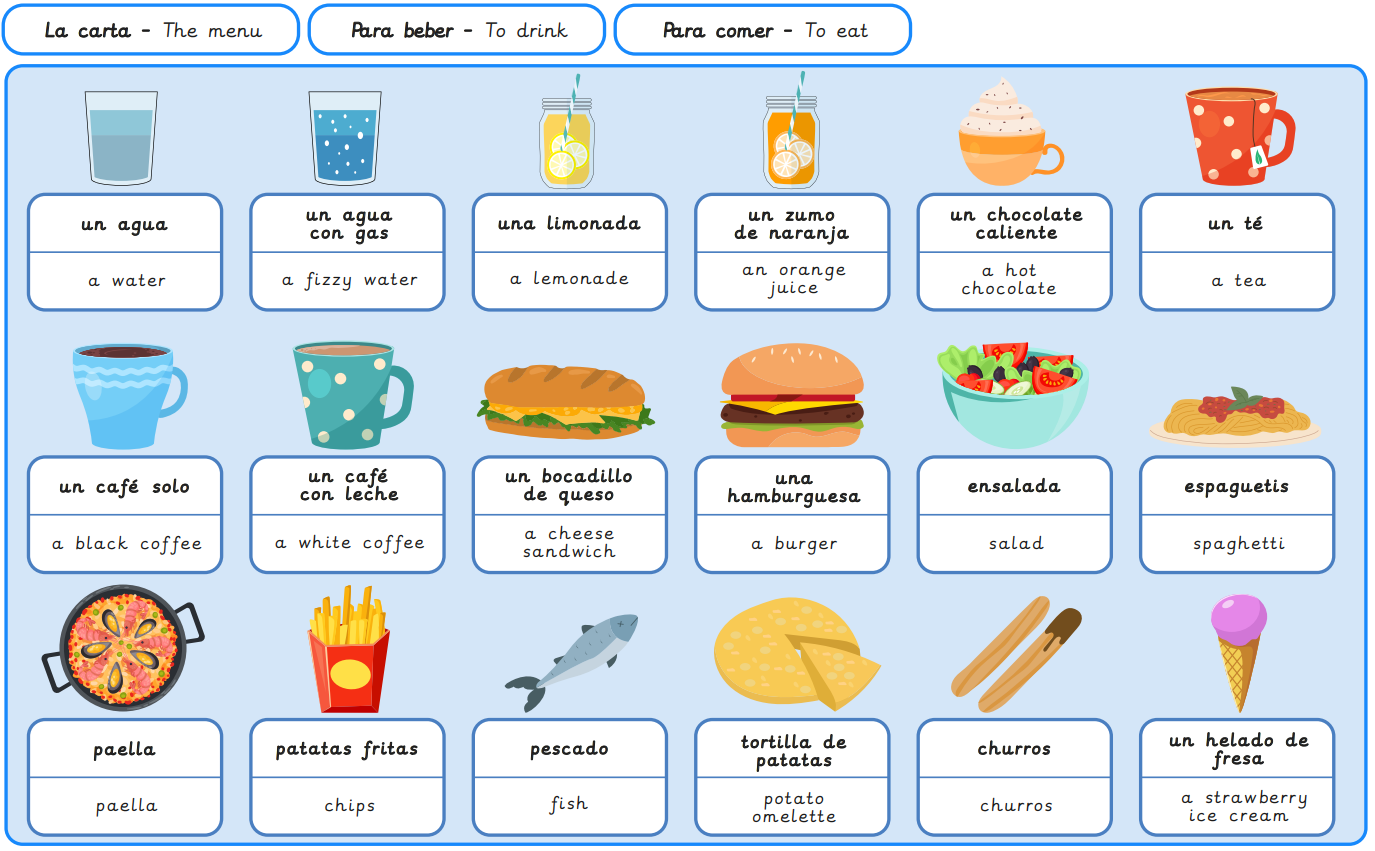 La carta - The menu
Para beber - To drink
Para comer - To eat
un agua
a water
un agua
con gas
a fizzy water
una limonada
a lemonade
un zumo
de naranja
an orange
juice
un chocolate
caliente
a hot
chocolate
un té
a tea
un café solo
a black coffee
un café
con leche
a white coffee
un bocadillo
de queso
a cheese
sandwich
una
hamburguesa
a burger
ensalada
salad
espaguetis
spaghetti
paella
paella
patatas fritas
chips
pescado
fish
tortilla de
patatas
potato
omelette
churros
churros
un helado de
fresa
a strawberry
ice cream